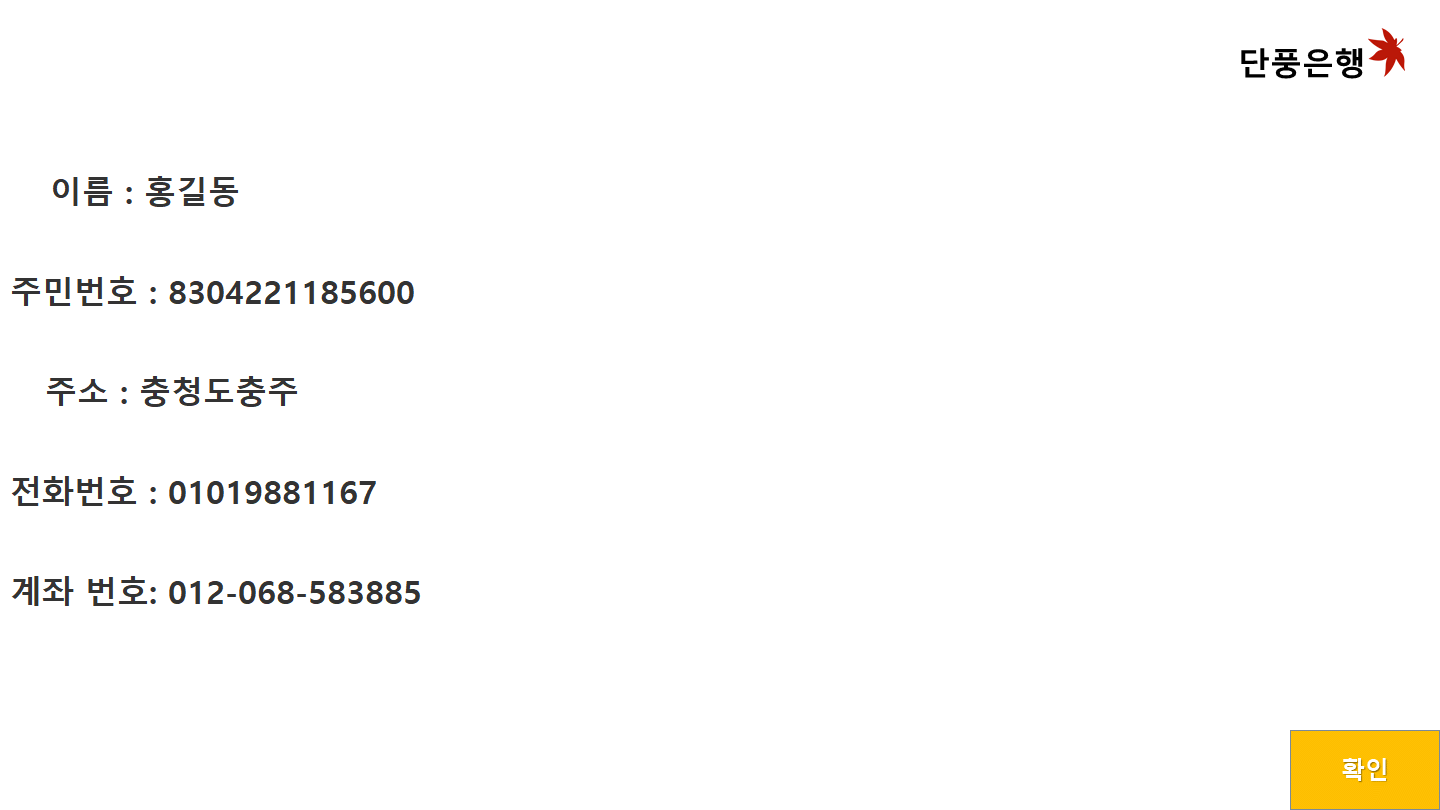 단풍은행
이름 : 홍길동
주민번호 : 8304221185600
주소 : 충청도충주
전화번호 : 01019881167
계좌 번호: 012-068-583885
확인